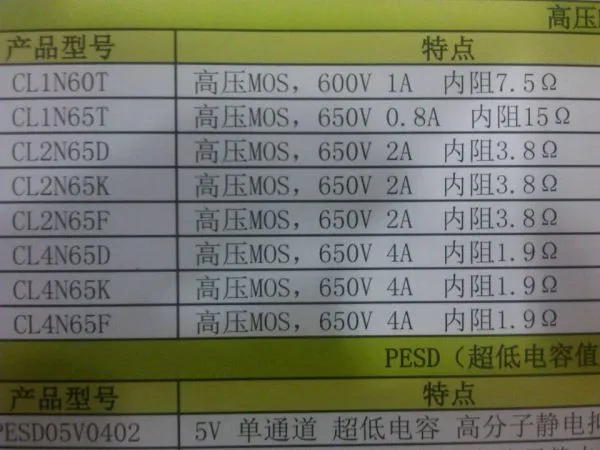 高压
产品型号 特点
CL1N60T 高压MOS，600V 1A 内阻7.5Ω
CL1N65T 高压MOS，650V 0.8A 内阻15Ω
CL2N65D 高压MOS，650V 2A 内阻3.8Ω
CL2N65K 高压MOS，650V 2A 内阻3.8Ω
CL2N65F 高压MOS，650V 2A 内阻3.8Ω
CL4N65D 高压MOS，650V 4A 内阻1.9Ω
CL4N65K 高压MOS，650V 4A 内阻1.9Ω
CL4N65F 高压MOS，650V 4A 内阻1.9Ω
PESD（超低电容值
产品型号 特点
PESD05V0402 5V 单通道 超低电容 高分子静电抑